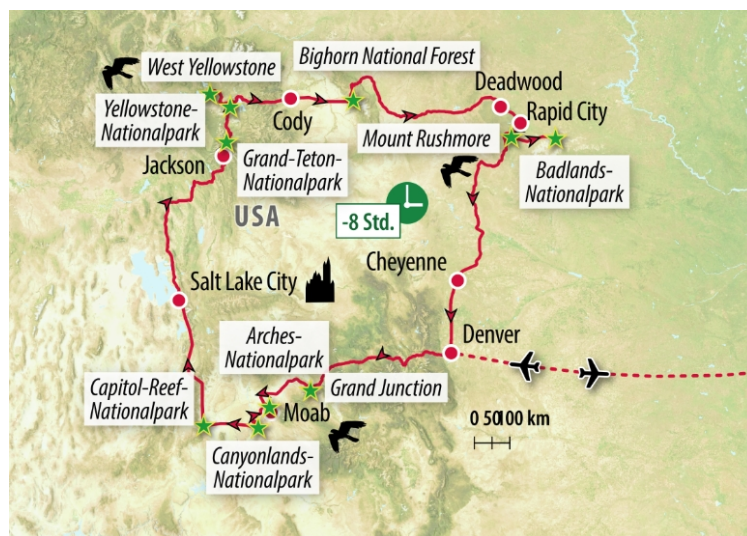 West Yellowstone
Bighorn National Forest
Deadwood
Rapid City
Yellowstone-
Nationalpark
Cody
Mount Rushmore
Jackson
Grand-Teton-
Nationalpark
Badlands-
Nationalpark
USA
-8 Std.
Cheyenne
Salt Lake City
Denver
Arches-
Nationalpark
Grand Junction
Capitol-Reef-
Nationalpark
Moab
Canyonlands-
Nationalpark
0 50 100 km